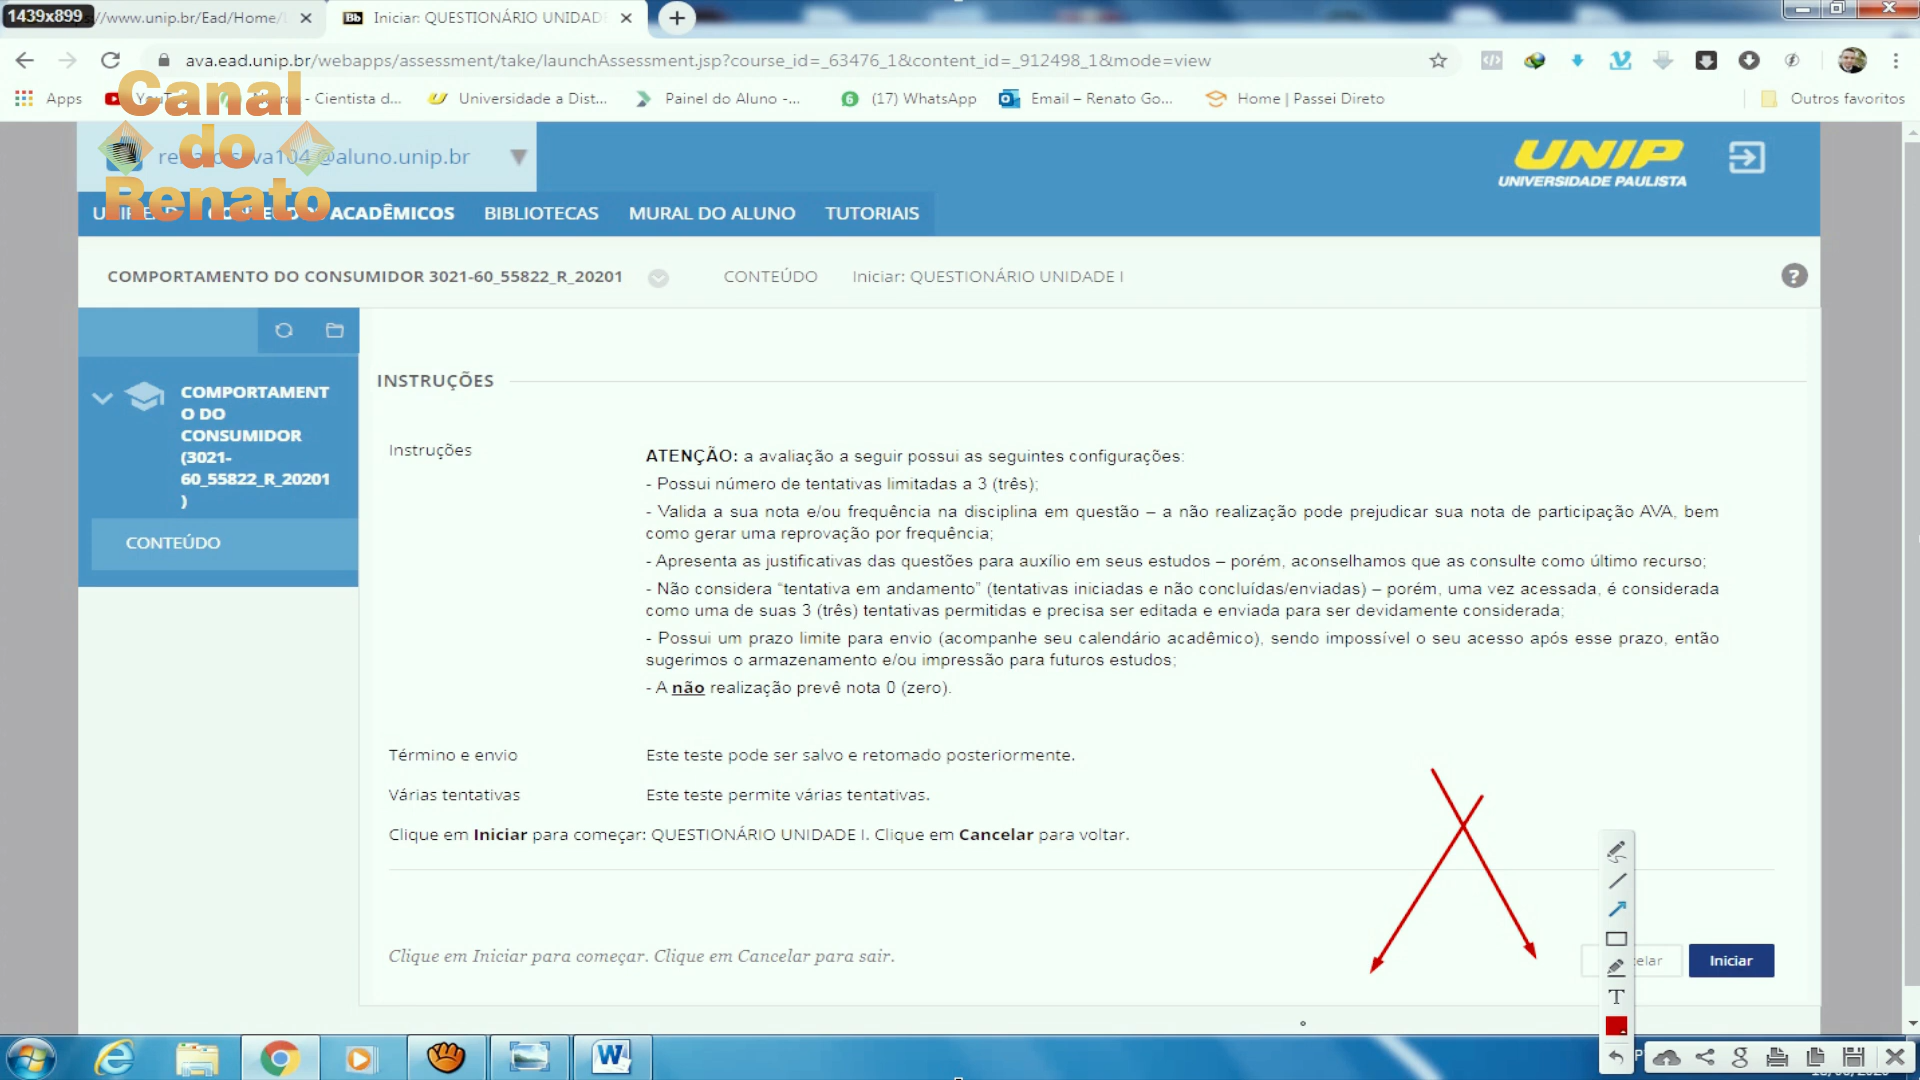 1439x899
s://www.unip.br/Ead/Home/
Bb Iniciar: QUESTIONÁRIO UNIDADE
ava.ead.unip.br/webapps/assessment/take/launchAssessment.jsp?course_id=_63476_1&content_id=_912498_1&mode=view
Apps
- Cientista d...
Universidade a Dist...
Painel do Aluno -...
(17) WhatsApp
Email – Renato Go...
Home | Passei Direto
Outros favoritos
Canal
do
Renato
@aluno.unip.br
UNIP
UNIVERSIDADE PAULISTA
ACADÊMICOS
BIBLIOTECAS
MURAL DO ALUNO
TUTORIAIS
COMPORTAMENTO DO CONSUMIDOR 3021-60_55822_R_20201
CONTEÚDO
Iniciar: QUESTIONÁRIO UNIDADE I
?
COMPORTAMENT
O DO
CONSUMIDOR
(3021-
60_55822_R_20201
)
CONTEÚDO
INSTRUÇÕES
Instruções
ATENÇÃO: a avaliação a seguir possui as seguintes configurações:
- Possui número de tentativas limitadas a 3 (três);
- Valida a sua nota e/ou frequência na disciplina em questão – a não realização pode prejudicar sua nota de participação AVA, bem
como gerar uma reprovação por frequência;
- Apresenta as justificativas das questões para auxílio em seus estudos – porém, aconselhamos que as consulte como último recurso;
- Não considera “tentativa em andamento” (tentativas iniciadas e não concluídas/enviadas) – porém, uma vez acessada, é considerada
como uma de suas 3 (três) tentativas permitidas e precisa ser editada e enviada para ser devidamente considerada;
- Possui um prazo limite para envio (acompanhe seu calendário acadêmico), sendo impossível o seu acesso após esse prazo, então
sugerimos o armazenamento e/ou impressão para futuros estudos;
- A não realização prevê nota 0 (zero).
Término e envio
Este teste pode ser salvo e retomado posteriormente.
Várias tentativas
Este teste permite várias tentativas.
Clique em Iniciar para começar: QUESTIONÁRIO UNIDADE I. Clique em Cancelar para voltar.
Clique em Iniciar para começar. Clique em Cancelar para sair.
elar
Iniciar
T